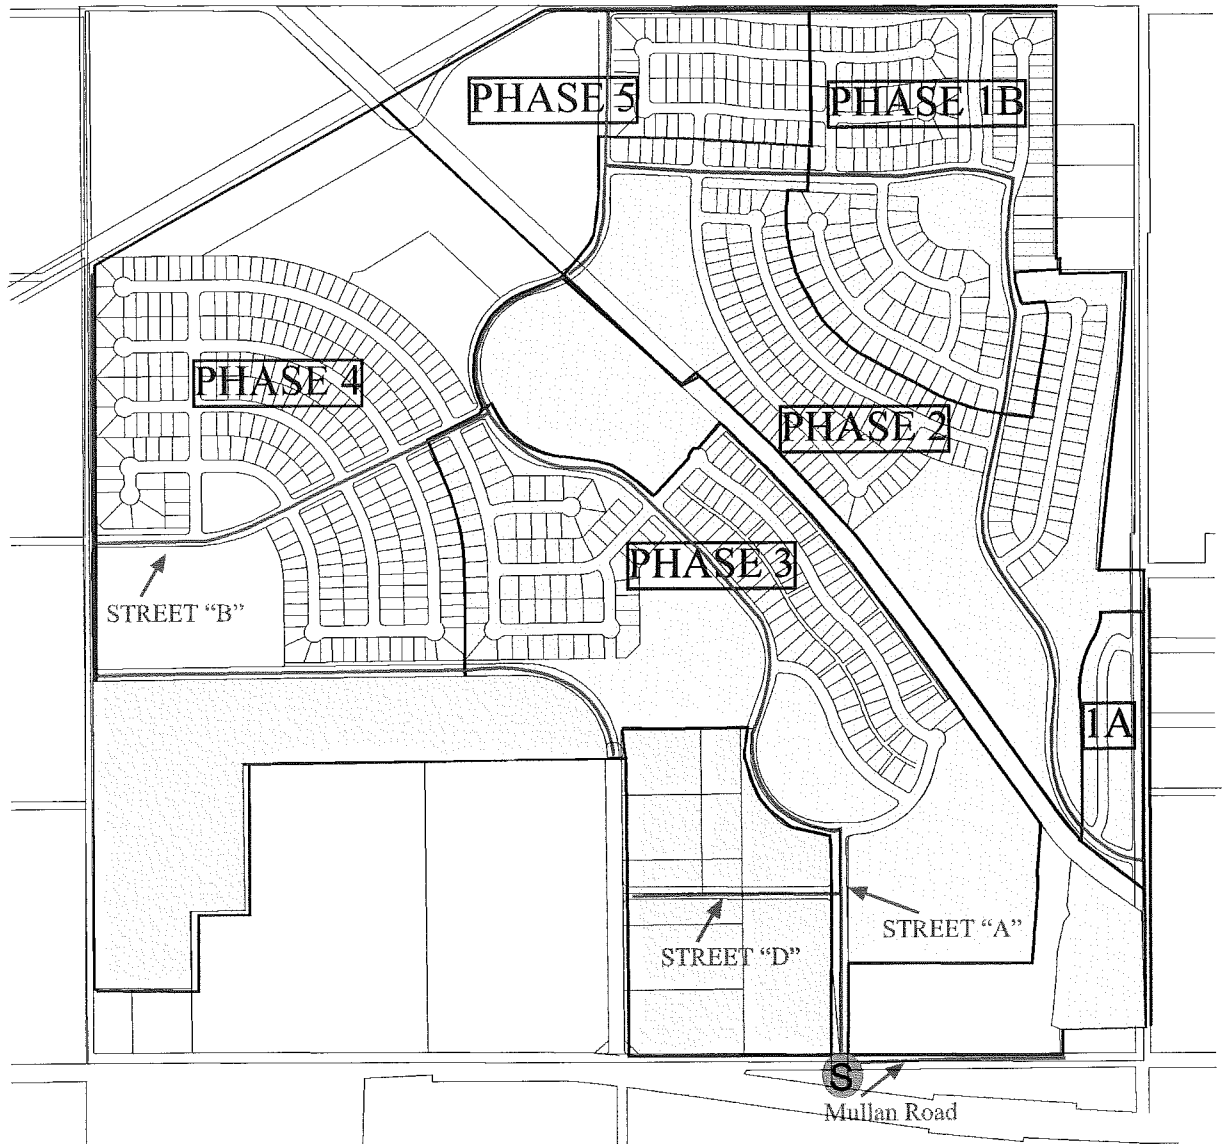 PHASE 5
PHASE 1B
PHASE 4
PHASE 2
PHASE 3
STREET “B”
1A
STREET “A”
STREET “D”
S
Mullan Road